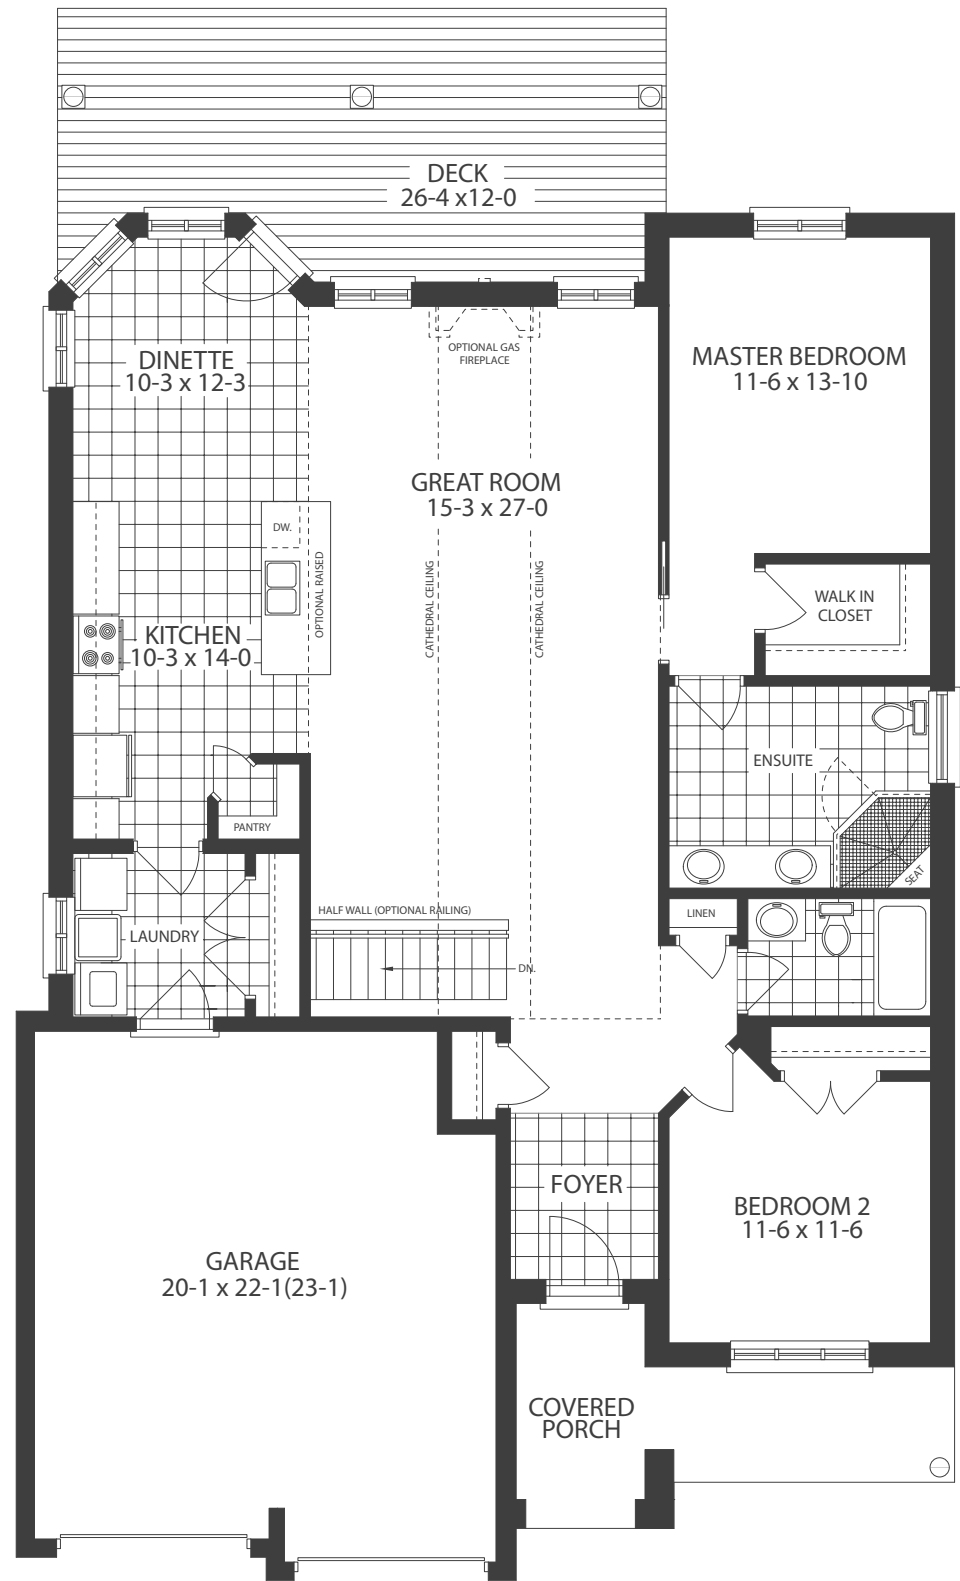 DECK
26-4 x12-0
OPTIONAL GAS
FIREPLACE
DINETTE
10-3 x 12-3
MASTER BEDROOM
11-6 x 13-10
GREAT ROOM
15-3 x 27-0
DW.
OPTIONAL RAISED
CATHEDRAL CEILING
CATHEDRAL CEILING
KITCHEN
10-3 x 14-0
WALK IN
CLOSET
ENSUITE
PANTRY
SEAT
HALF WALL (OPTIONAL RAILING)
LINEN
LAUNDRY
DN.
FOYER
BEDROOM 2
11-6 x 11-6
GARAGE
20-1 x 22-1(23-1)
COVERED
PORCH